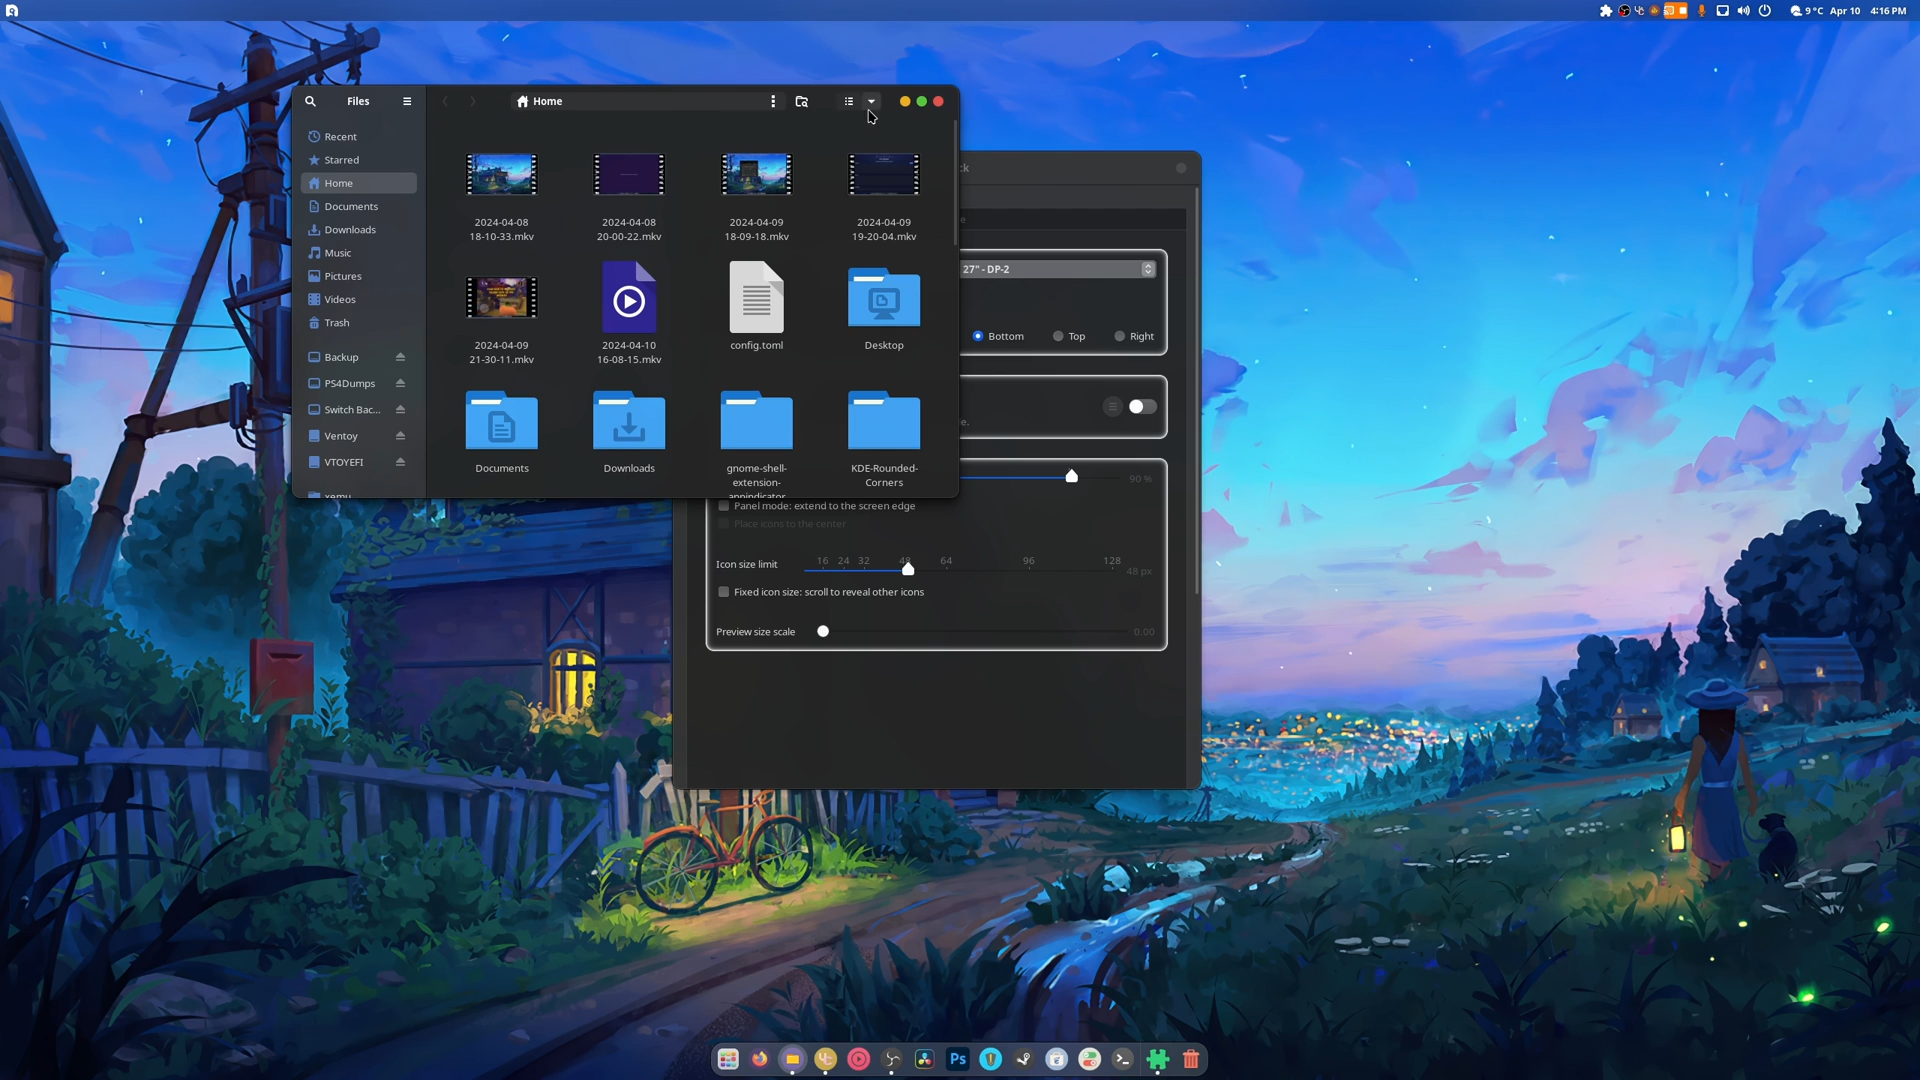 9 °C Apr 10 4:16 PM
Files
Home
Recent
Starred
Home
Documents
Downloads
Music
Pictures
Videos
Trash
Backup
PS4Dumps
Switch Bac...
Ventoy
VTOYEFI
2024-04-08
18-10-33.mkv
2024-04-08
20-00-22.mkv
2024-04-09
18-09-18.mkv
2024-04-09
19-20-04.mkv
2024-04-09
21-30-11.mkv
2024-04-10
16-08-15.mkv
config.toml
Desktop
Documents
Downloads
gnome-shell-
extension-
appindicator
KDE-Rounded-
Corners
ck
e
27" - DP-2
Bottom Top Right
e.
90 %
Panel mode: extend to the screen edge
Place icons to the center
16 24 32 48 64 96 128
Icon size limit
48 px
Fixed icon size: scroll to reveal other icons
Preview size scale 0.00
Ps